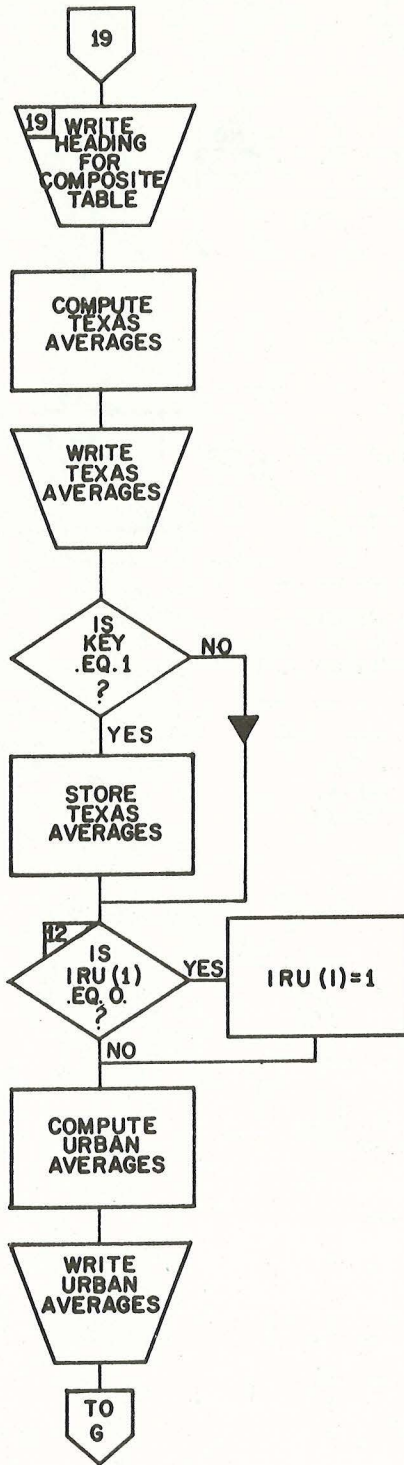 19
19
WRITE
HEADING
FOR
COMPOSITE
TABLE
COMPUTE
TEXAS
AVERAGES
WRITE
TEXAS
AVERAGES
IS
KEY
.EQ.1
?
NO
YES
STORE
TEXAS
AVERAGES
12
IS
IRU(1)
.EQ.0.
?
YES
IRU(1)=1
NO
COMPUTE
URBAN
AVERAGES
WRITE
URBAN
AVERAGES
TO
G